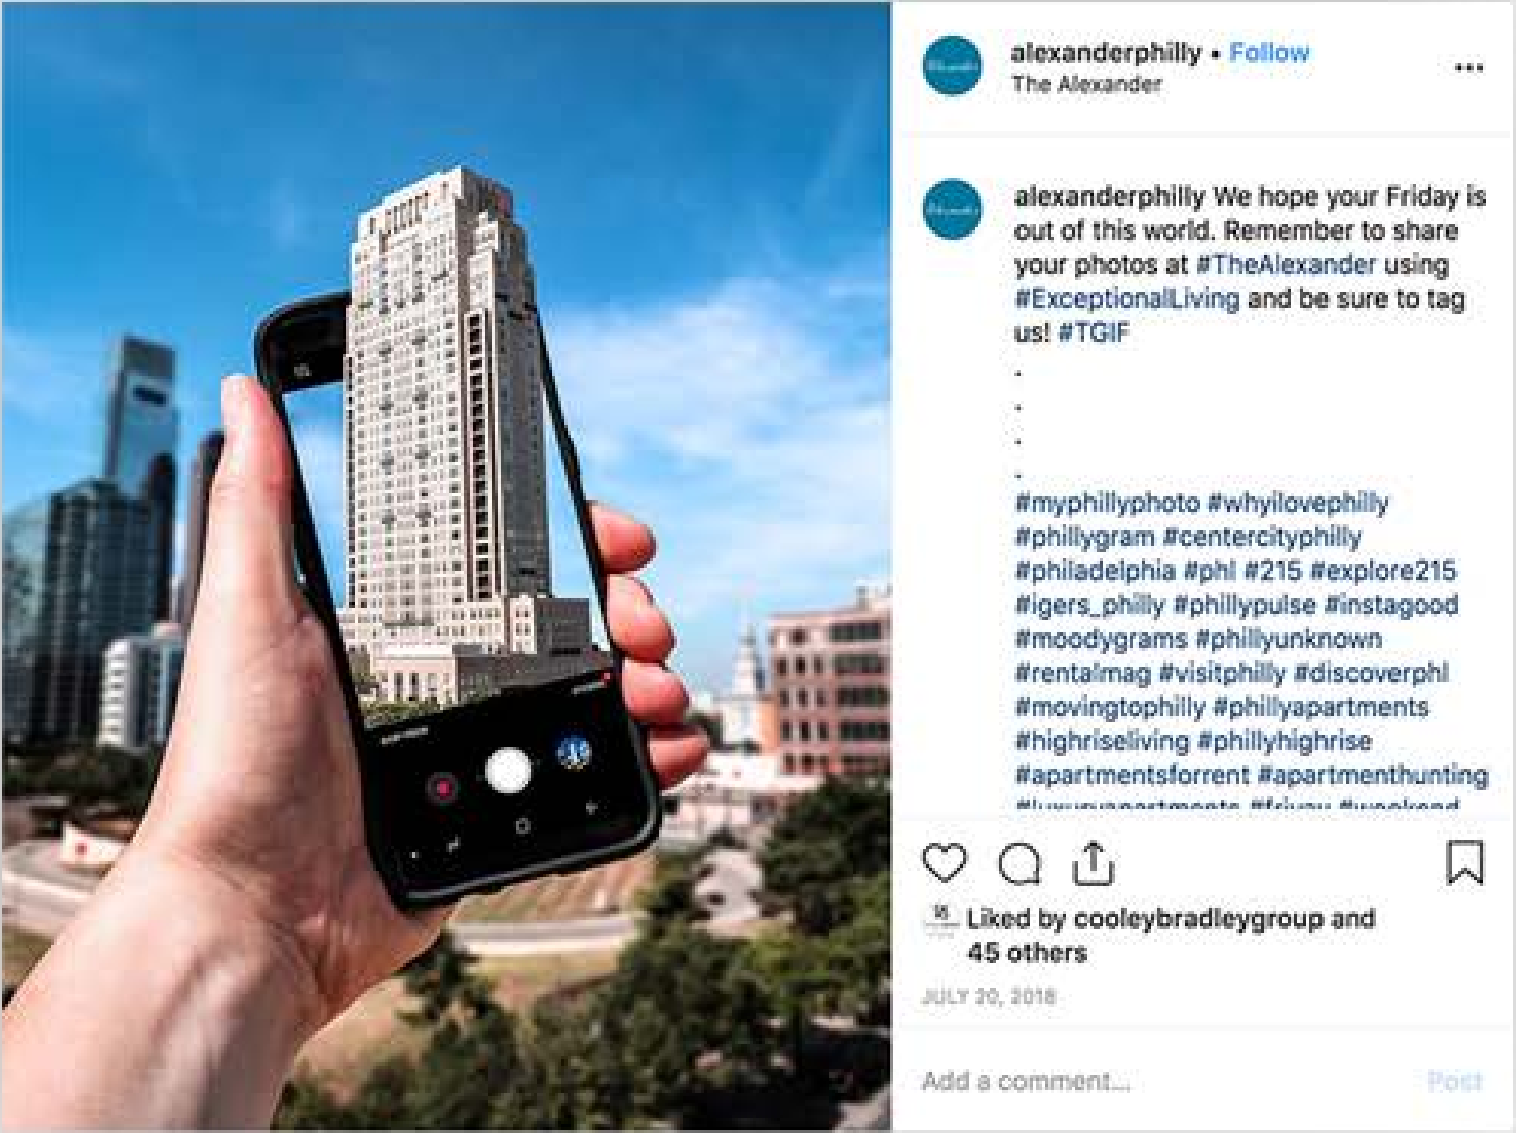 alexanderphilly • Follow
The Alexander
alexanderphilly We hope your Friday is
out of this world. Remember to share
your photos at #TheAlexander using
#ExceptionalLiving and be sure to tag
us! #TGIF
.
.
.
.
#myphillyphoto #whyilovephilly
#phillygram #centercityphilly
#philadelphia #phl #215 #explore215
#igers_philly #phillypulse #instagood
#moodygrams #phillyunknown
#rentalmag #visitphilly #discoverphl
#movingtophilly #phillyapartments
#highriseliving #phillyhighrise
#apartmentsforrent #apartmenthunting
#luxuryapartments #friyay #weekend
Liked by cooleybradleygroup and
45 others
JULY 20, 2018
Add a comment... Post